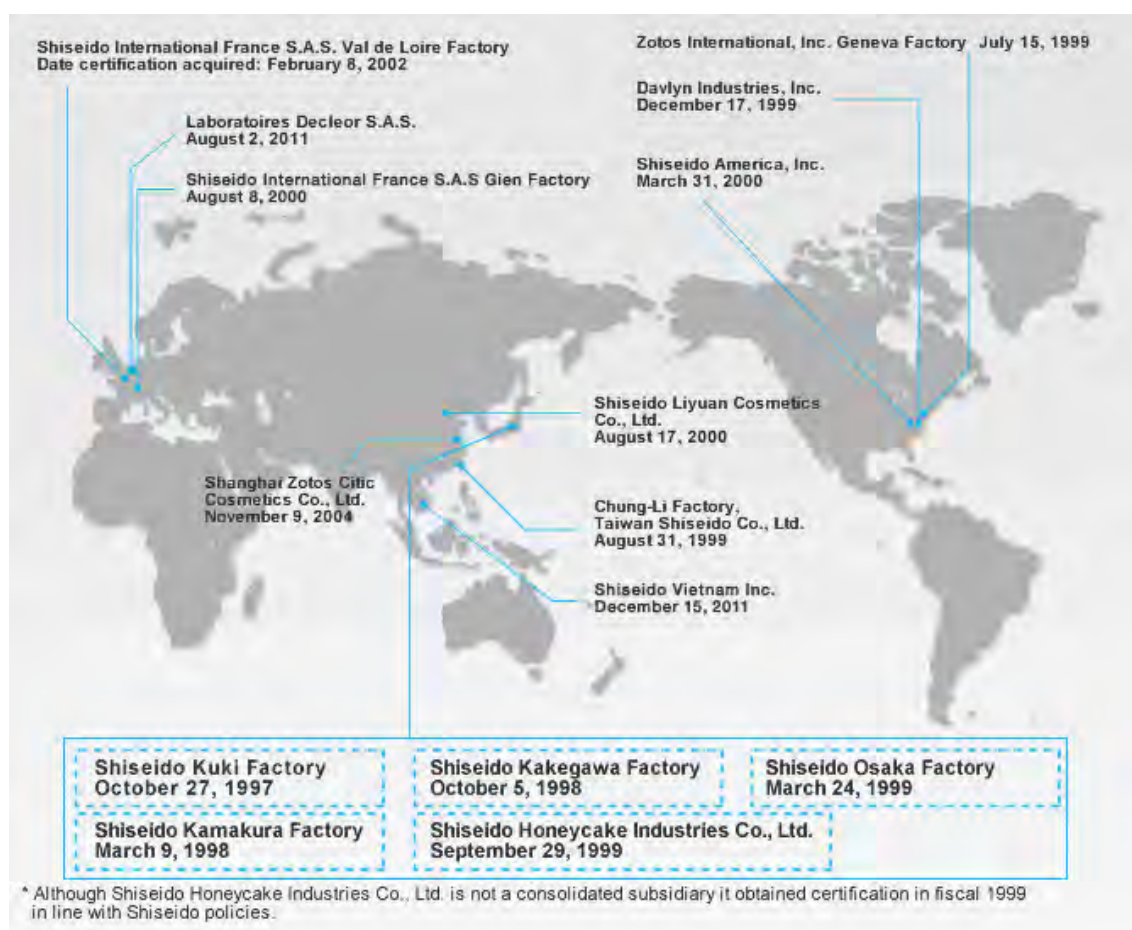 Shiseido International France S.A.S. Val de Loire Factory
Date certification acquired: February 8, 2002
Zotos International, Inc. Geneva Factory July 15, 1999
Davlyn Industries, Inc.
December 17, 1999
Laboratoires Decleor S.A.S.
August 2, 2011
Shiseido America, Inc.
March 31, 2000
Shiseido International France S.A.S Gien Factory
August 8, 2000
Shiseido Liyuan Cosmetics
Co., Ltd.
August 17, 2000
Shanghai Zotos Citic
Cosmetics Co., Ltd.
November 9, 2004
Chung-Li Factory,
Taiwan Shiseido Co., Ltd.
August 31, 1999
Shiseido Vietnam Inc.
December 15, 2011
Shiseido Kuki Factory
October 27, 1997
Shiseido Kakegawa Factory
October 5, 1998
Shiseido Osaka Factory
March 24, 1999
Shiseido Kamakura Factory
March 9, 1998
Shiseido Honeycake Industries Co., Ltd.
September 29, 1999
* Although Shiseido Honeycake Industries Co., Ltd. is not a consolidated subsidiary it obtained certification in fiscal 1999
in line with Shiseido policies.